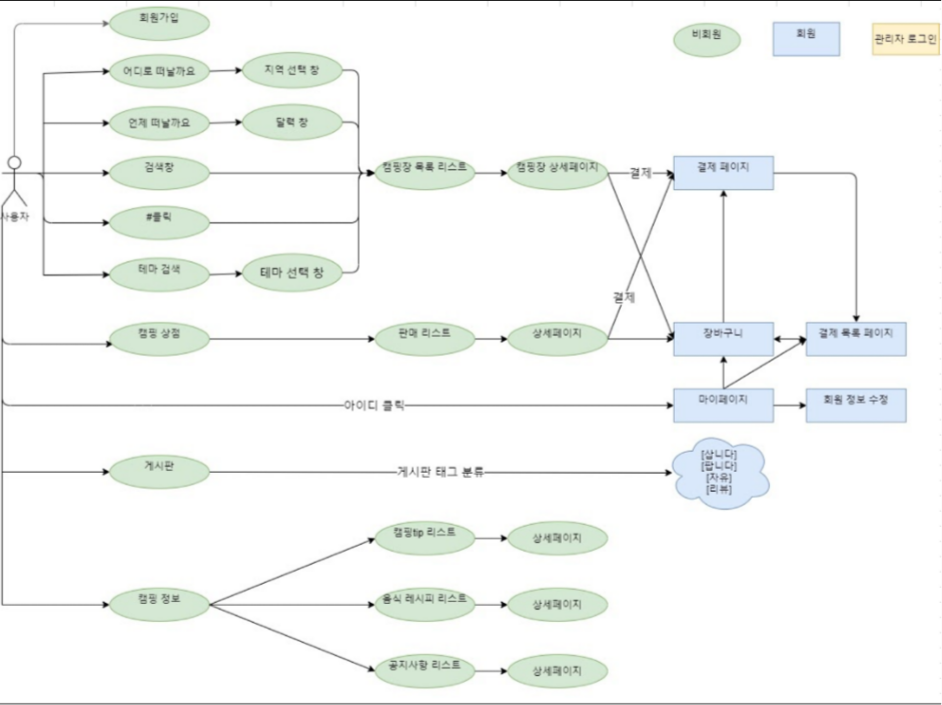 회원가입
비회원
회원
관리자 로그인
어디로 떠날까요
지역 선택 창
언제 떠날까요
달력 창
검색창
캠핑장 목록 리스트
캠핑장 상세페이지
결제
결제 페이지
사용자
#클릭
테마 검색
테마 선택 창
결제
캠핑 상점
판매 리스트
상세페이지
장바구니
결제 목록 페이지
아이디 클릭
마이페이지
회원 정보 수정
게시판
게시판 태그 분류
[삽니다]
[팝니다]
[자유]
[리뷰]
캠핑tip 리스트
상세페이지
캠핑 정보
음식 레시피 리스트
상세페이지
공지사항 리스트
상세페이지